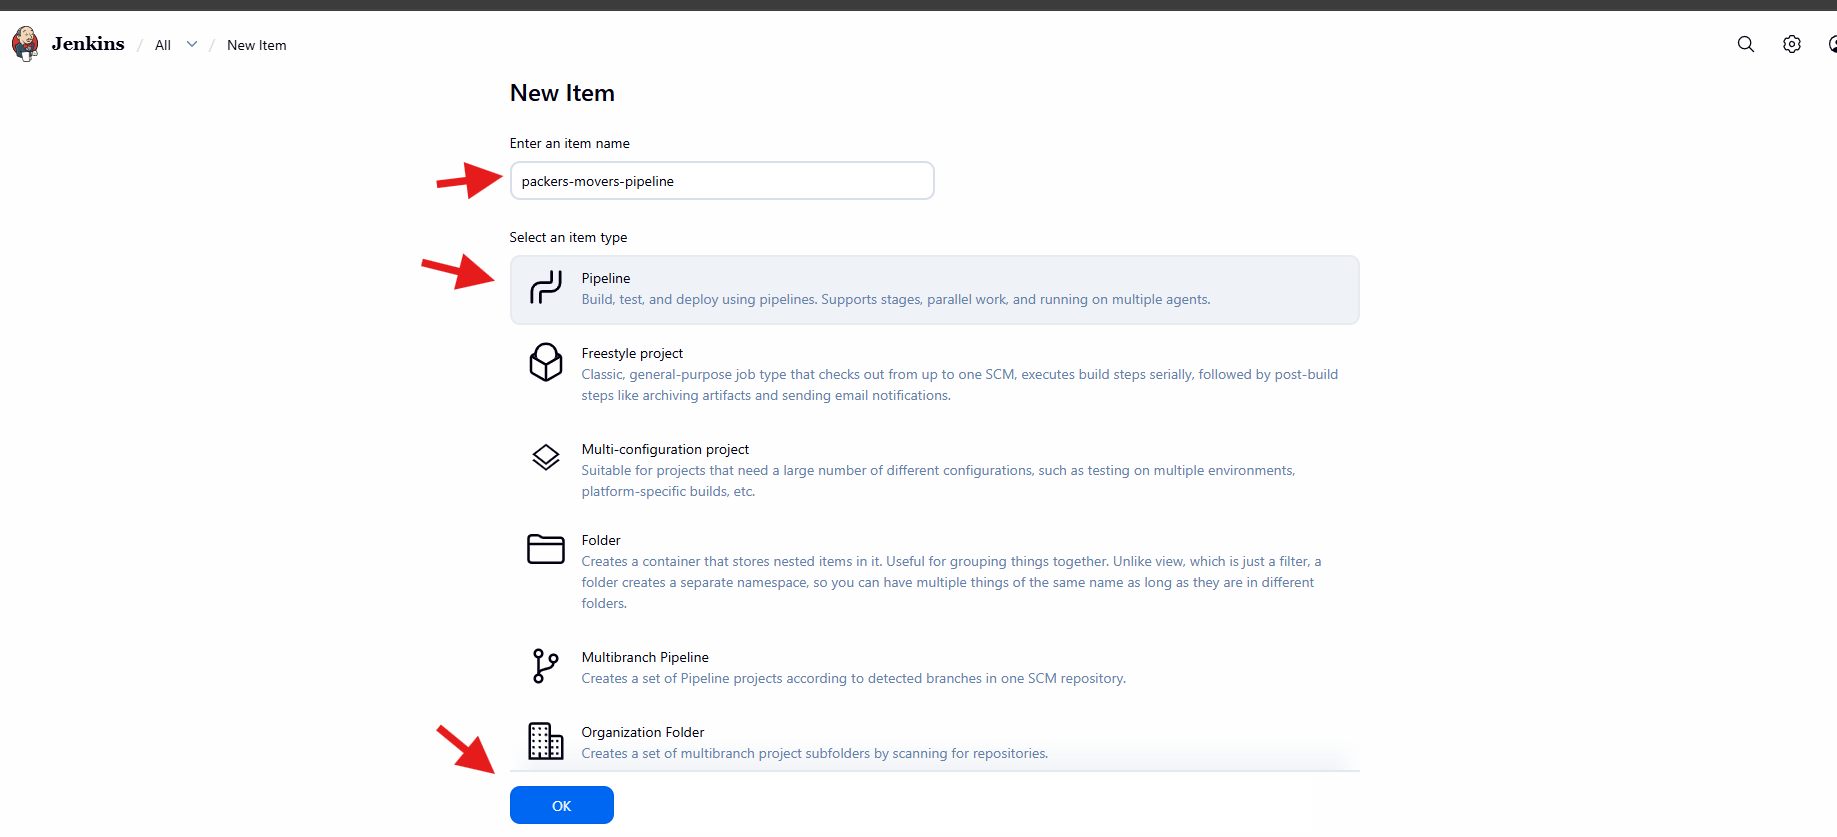 Jenkins / All / New Item
New Item
Enter an item name
packers-movers-pipeline
Select an item type
Pipeline
Build, test, and deploy using pipelines. Supports stages, parallel work, and running on multiple agents.
Freestyle project
Classic, general-purpose job type that checks out from up to one SCM, executes build steps serially, followed by post-build
steps like archiving artifacts and sending email notifications.
Multi-configuration project
Suitable for projects that need a large number of different configurations, such as testing on multiple environments,
platform-specific builds, etc.
Folder
Creates a container that stores nested items in it. Useful for grouping things together. Unlike view, which is just a filter, a
folder creates a separate namespace, so you can have multiple things of the same name as long as they are in different
folders.
Multibranch Pipeline
Creates a set of Pipeline projects according to detected branches in one SCM repository.
Organization Folder
Creates a set of multibranch project subfolders by scanning for repositories.
OK